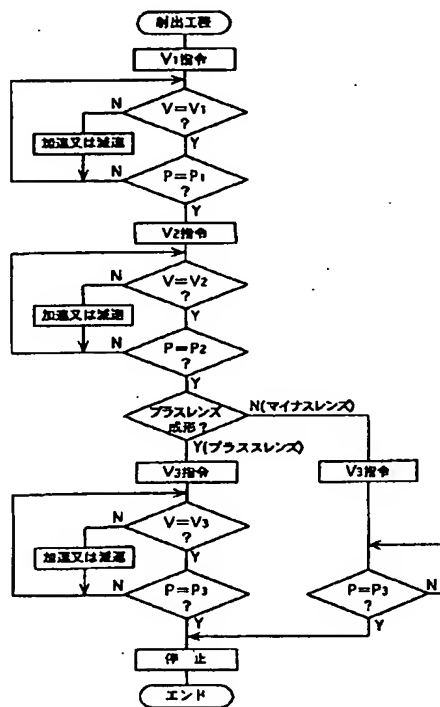 射出工程
V1指令
N
V=V1
?
加速又は減速
Y
N
P=P1
?
Y
V2指令
N
V=V2
?
加速又は減速
Y
N
P=P2
?
Y
プラスレンズ
成形?
N(マイナスレンズ)
Y(プラスレンズ)
V3指令
V3指令
N
V=V3
?
加速又は減速
Y
N
P=P3
?
Y
P=P3
?
N
Y
停止
エンド